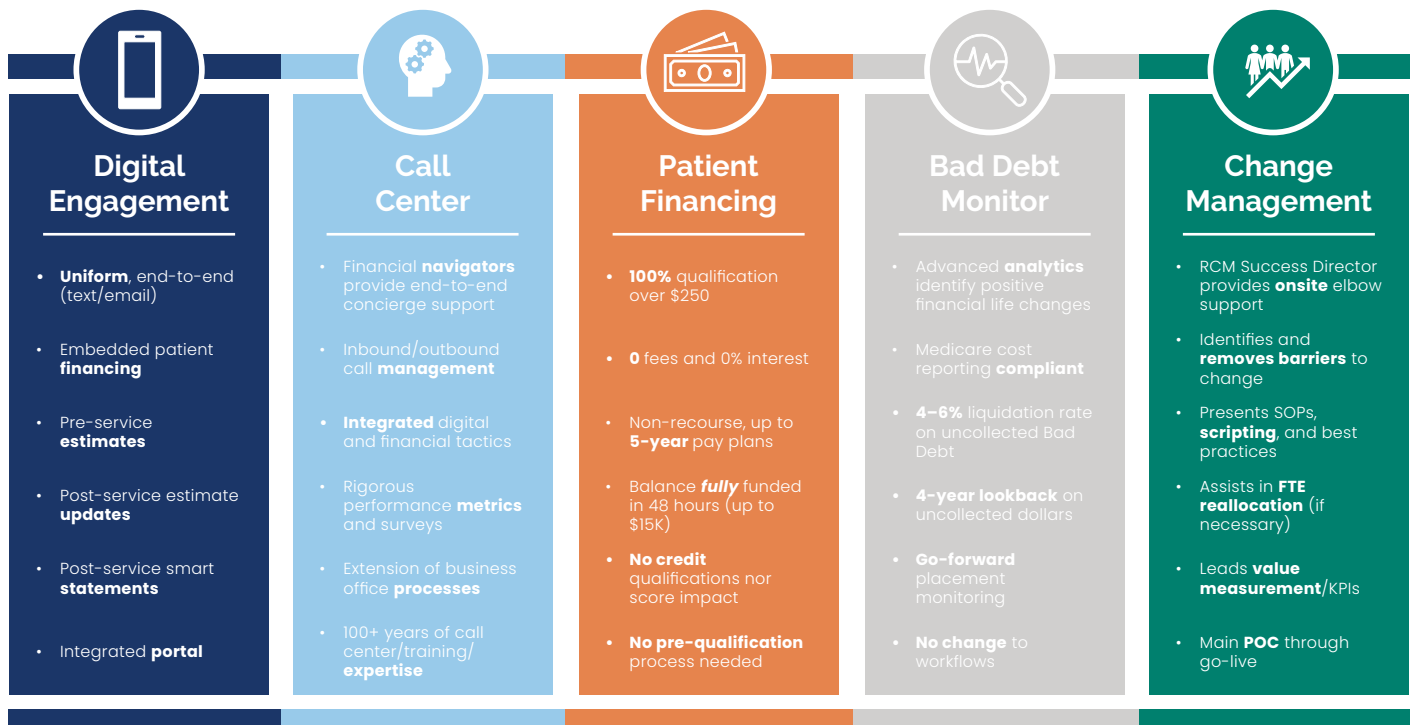 Digital
Engagement
• Uniform, end-to-end
(text/email)
• Embedded patient
financing
• Pre-service
estimates
• Post-service estimate
updates
• Post-service smart
statements
• Integrated portal
Call
Center
• Financial navigators
provide end-to-end
concierge support
• Inbound/outbound
call management
• Integrated digital
and financial tactics
• Rigorous
performance metrics
and surveys
• Extension of business
office processes
• 100+ years of call
center/training/
expertise
Patient
Financing
• 100% qualification
over $250
• 0 fees and 0% interest
• Non-recourse, up to
5-year pay plans
• Balance fully funded
in 48 hours (up to
$15K)
• No credit
qualifications nor
score impact
• No pre-qualification
process needed
Bad Debt
Monitor
• Advanced analytics
identify positive
financial life changes
• Medicare cost
reporting compliant
• 4–6% liquidation rate
on uncollected Bad
Debt
• 4-year lookback on
uncollected dollars
• Go-forward
placement
monitoring
• No change to
workflows
Change
Management
• RCM Success Director
provides onsite elbow
support
• Identifies and
removes barriers to
change
• Presents SOPs,
scripting, and best
practices
• Assists in FTE
reallocation (if
necessary)
• Leads value
measurement/KPIs
• Main POC through
go-live